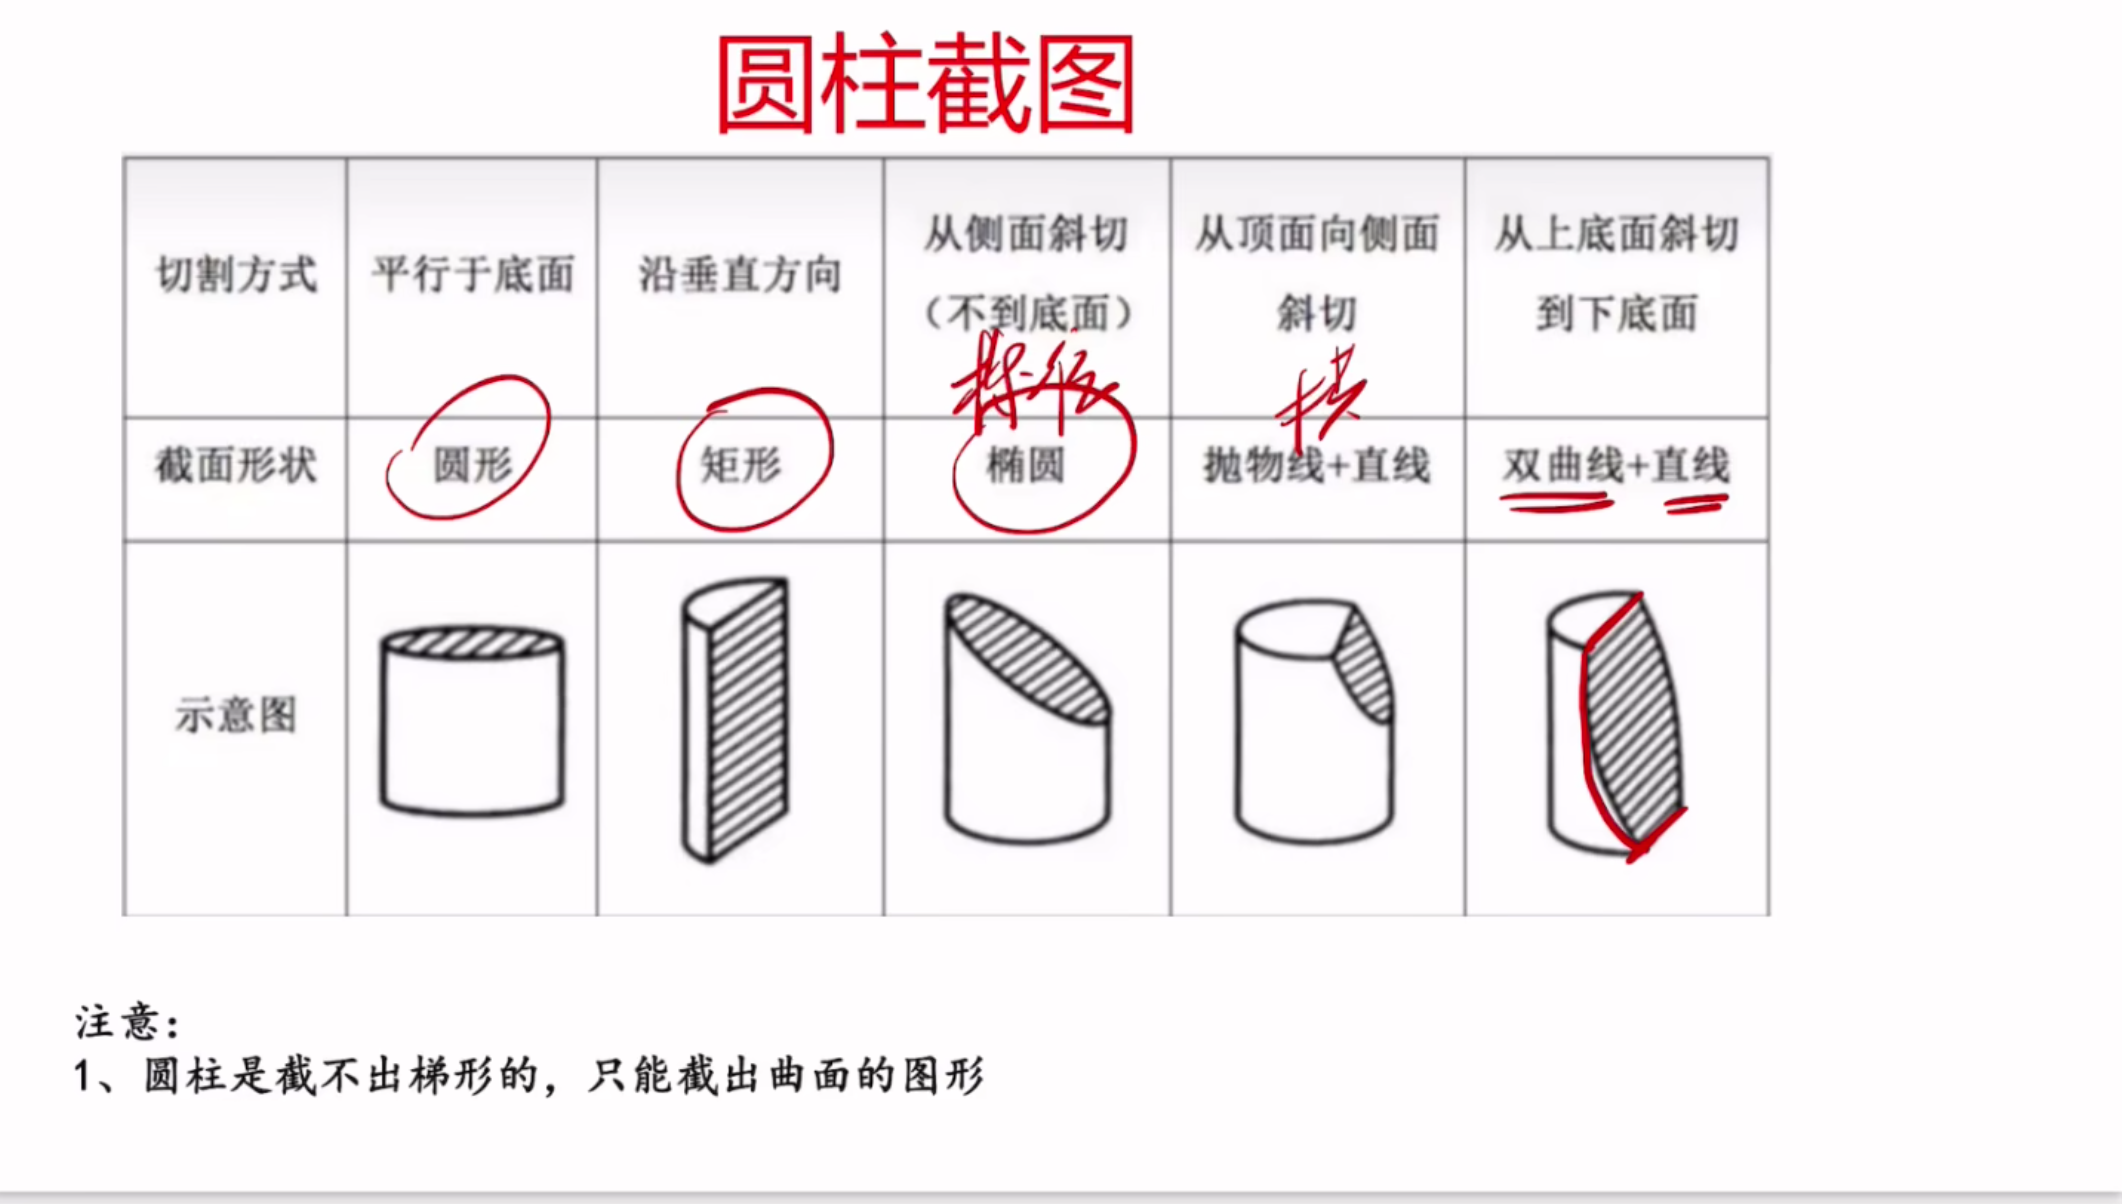 圆柱截图
切割方式 平行于底面 沿垂直方向 从侧面斜切 从顶面向侧面 从上底面斜切
（不到底面） 斜切 到下底面
截面形状 圆形 矩形 椭圆 抛物线+直线 双曲线+直线
示意图
注意：
1、圆柱是截不出梯形的，只能截出曲面的图形